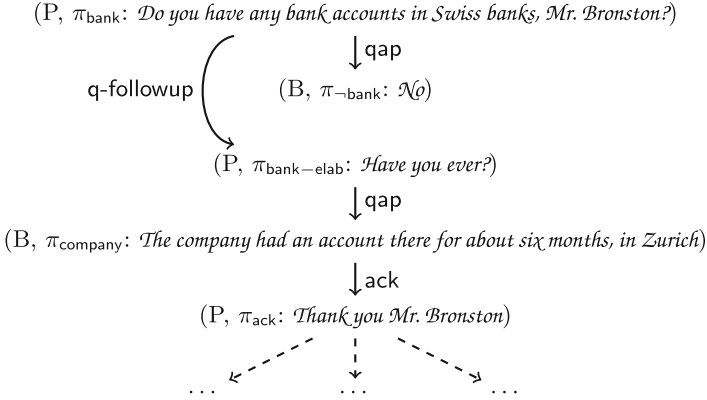 (P, π_bank: Do you have any bank accounts in Swiss banks, Mr. Bronston?)
qap
q-followup
(B, π_¬bank: No)
(P, π_bank−elab: Have you ever?)
qap
(B, π_company: The company had an account there for about six months, in Zurich)
ack
(P, π_ack: Thank you Mr. Bronston)
... ... ...